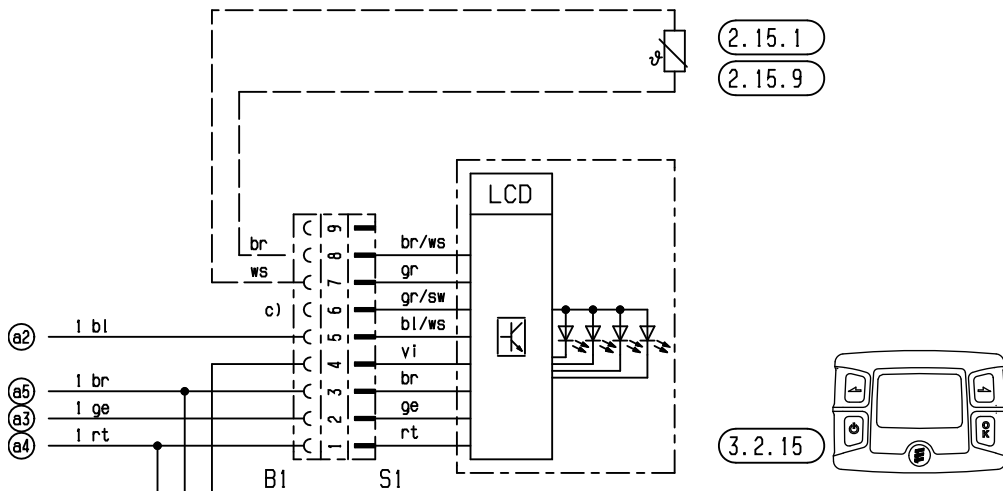 2.15.1
ϑ
2.15.9
LCD
9
br 8 br/ws
ws 7 gr
c) 6 gr/sw
a2 1 bl 5 bl/ws
4 vi
a5 1 br 3 br
a3 1 ge 2 ge
a4 1 rt 1 rt
3.2.15
OK
B1 S1